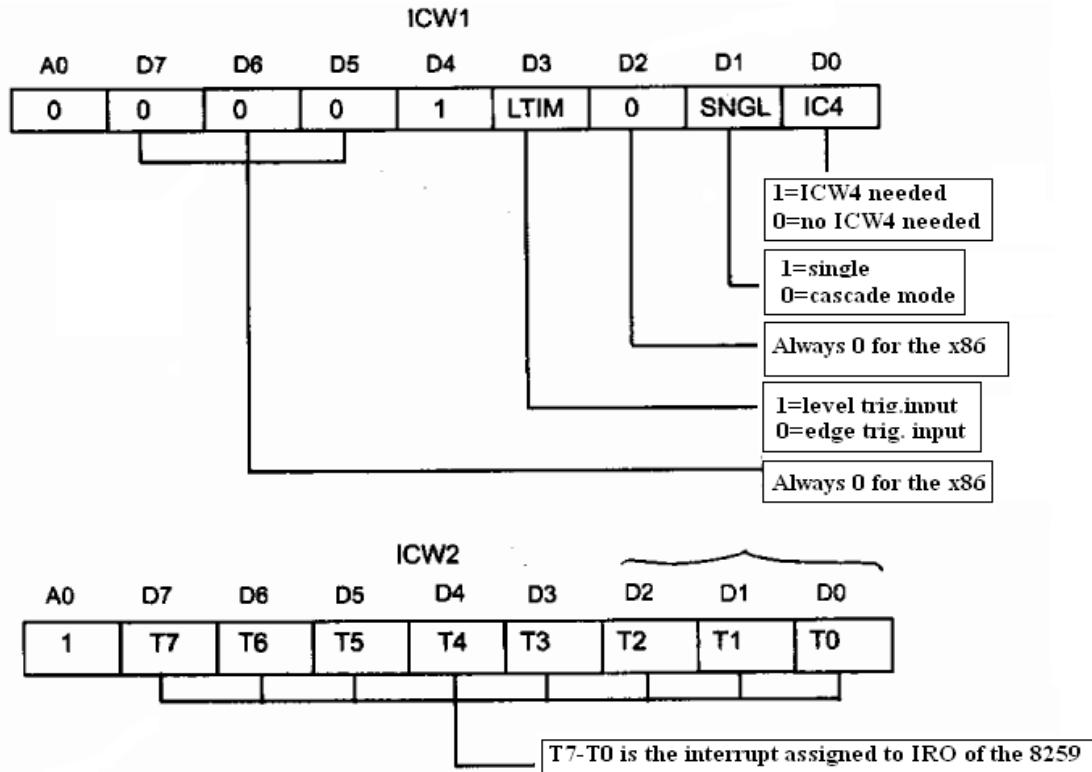 ICW1
A0 D7 D6 D5 D4 D3 D2 D1 D0
0 0 0 0 1 LTIM 0 SNGL IC4
1=ICW4 needed
0=no ICW4 needed
1=single
0=cascade mode
Always 0 for the x86
1=level trig.input
0=edge trig. input
Always 0 for the x86
ICW2
A0 D7 D6 D5 D4 D3 D2 D1 D0
1 T7 T6 T5 T4 T3 T2 T1 T0
T7-T0 is the interrupt assigned to IRO of the 8259